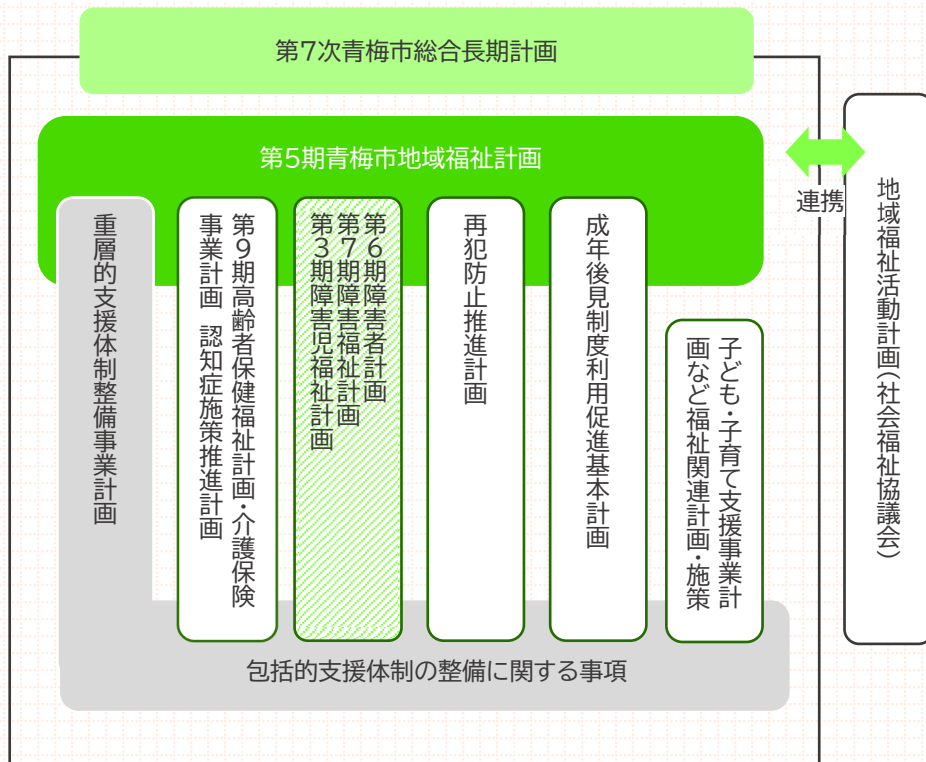 第7次青梅市総合長期計画
第5期青梅市地域福祉計画
連携
地域福祉活動計画(社会福祉協議会)
重層的支援体制整備事業計画
第9期高齢者保健福祉計画・介護保険
事業計画 認知症施策推進計画
第6期障害者計画
第7期障害福祉計画
第3期障害児福祉計画
再犯防止推進計画
成年後見制度利用促進基本計画
子ども・子育て支援事業計
画など福祉関連計画・施策
包括的支援体制の整備に関する事項